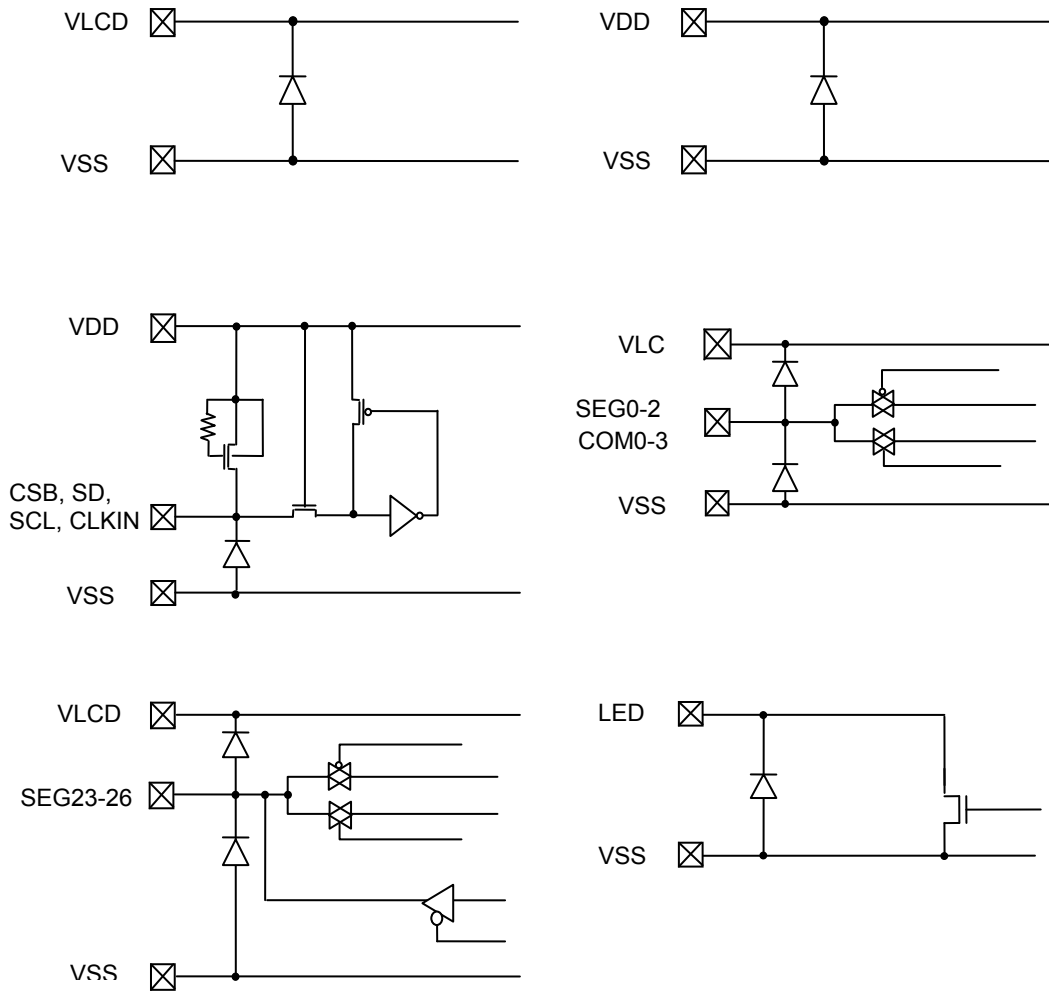 VLCD
VSS
VDD
VSS
VDD
CSB, SD,
SCL, CLKIN
VSS
VLC
SEG0-2
COM0-3
VSS
VLCD
SEG23-26
VSS
LED
VSS